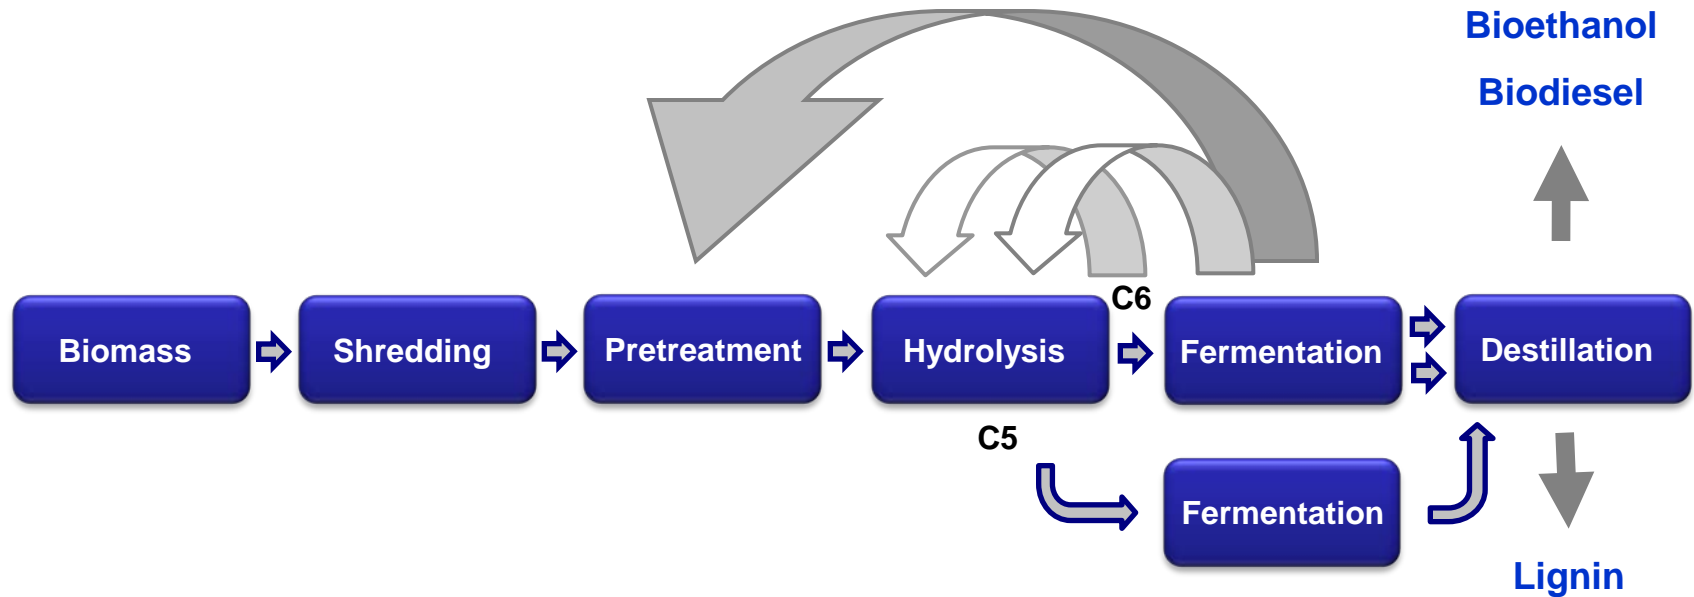 Bioethanol
Biodiesel
C6
Biomass
Shredding
Pretreatment
Hydrolysis
Fermentation
Destillation
C5
Fermentation
Lignin